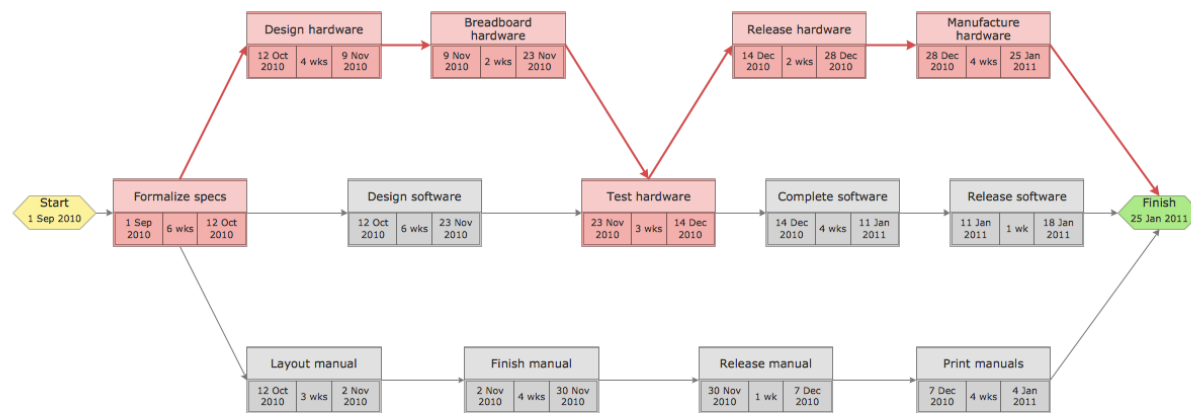 Design hardware
12 Oct
2010
4 wks
9 Nov
2010
Breadboard
hardware
9 Nov
2010
2 wks
23 Nov
2010
Release hardware
14 Dec
2010
2 wks
28 Dec
2010
Manufacture
hardware
28 Dec
2010
4 wks
25 Jan
2011
Start
1 Sep 2010
Formalize specs
1 Sep
2010
6 wks
12 Oct
2010
Design software
12 Oct
2010
6 wks
23 Nov
2010
Test hardware
23 Nov
2010
3 wks
14 Dec
2010
Complete software
14 Dec
2010
4 wks
11 Jan
2011
Release software
11 Jan
2011
1 wk
18 Jan
2011
Finish
25 Jan 2011
Layout manual
12 Oct
2010
3 wks
2 Nov
2010
Finish manual
2 Nov
2010
4 wks
30 Nov
2010
Release manual
30 Nov
2010
1 wk
7 Dec
2010
Print manuals
7 Dec
2010
4 wks
4 Jan
2011